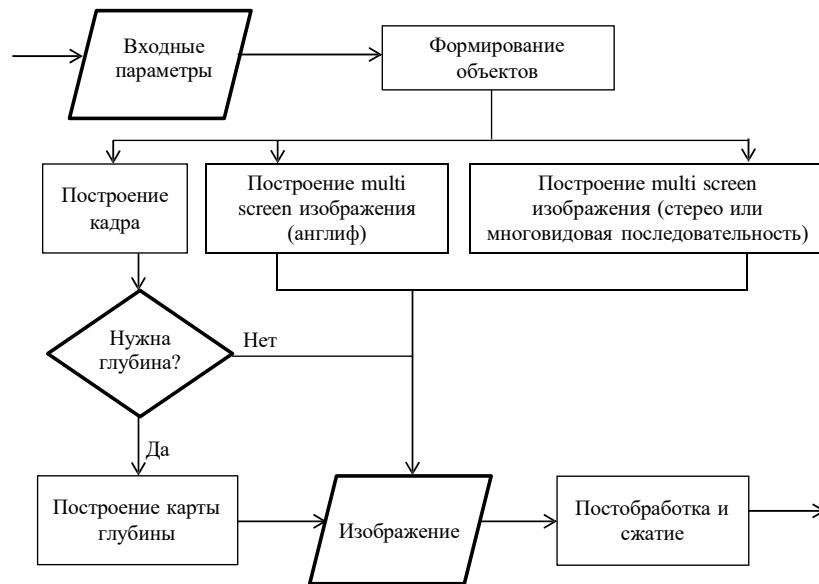 Входные
параметры
Формирование
объектов
Построение
кадра
Построение multi
screen изображения
(англиф)
Построение multi screen
изображения (стерео или
многовидовая последовательность)
Нужна
глубина?
Нет
Да
Построение карты
глубины
Изображение
Постобработка и
сжатие